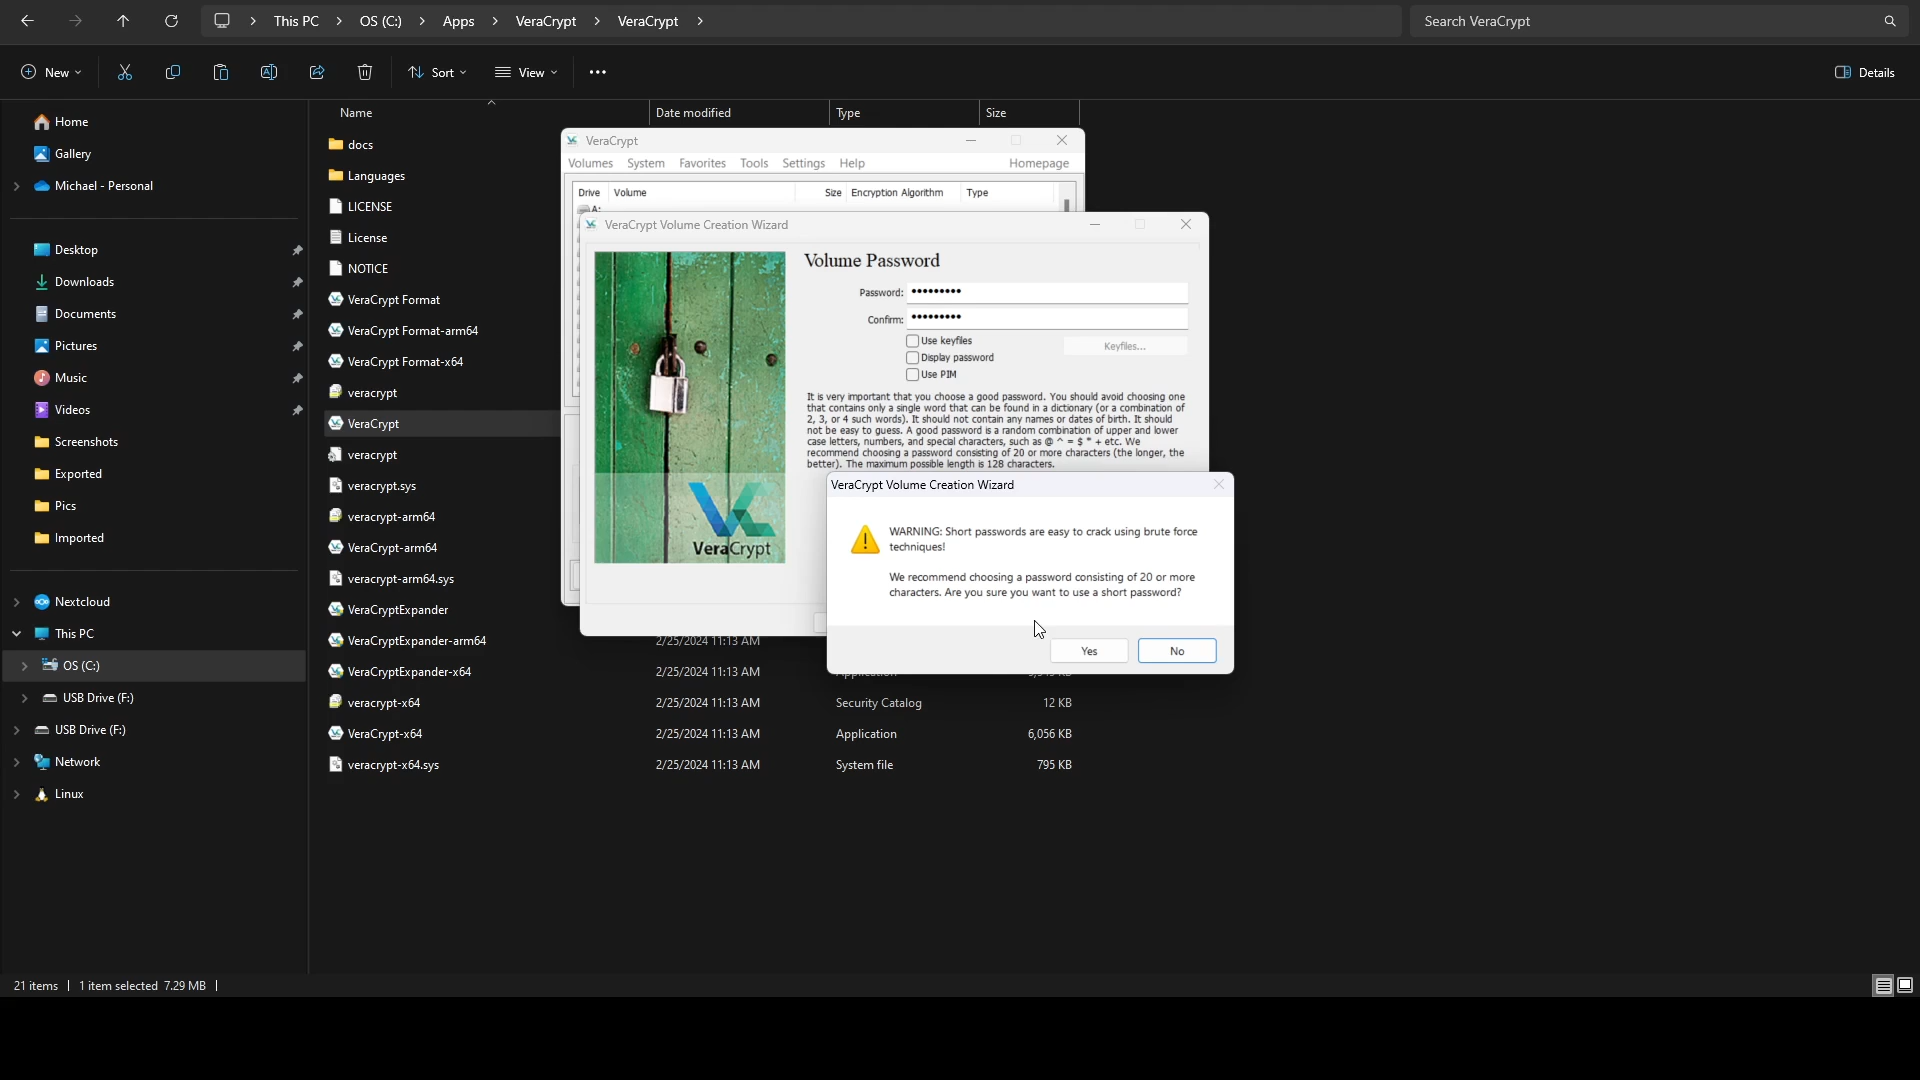 This PC > OS (C:) > Apps > VeraCrypt > VeraCrypt >
Search VeraCrypt
New
Sort
View
Details
Home
Gallery
Michael - Personal
Desktop
Downloads
Documents
Pictures
Music
Videos
Screenshots
Exported
Pics
Imported
Nextcloud
This PC
OS (C:)
USB Drive (F:)
USB Drive (F:)
Network
Linux
Name Date modified Type Size
docs
Languages
LICENSE
License
NOTICE
VeraCrypt Format
VeraCrypt Format-arm64
VeraCrypt Format-x64
veracrypt
VeraCrypt
veracrypt
veracrypt.sys
veracrypt-arm64
VeraCrypt-arm64
veracrypt-arm64.sys
VeraCryptExpander
VeraCryptExpander-arm64 2/25/2024 11:13 AM
VeraCryptExpander-x64 2/25/2024 11:13 AM
veracrypt-x64 2/25/2024 11:13 AM Security Catalog 12 KB
VeraCrypt-x64 2/25/2024 11:13 AM Application 6,056 KB
veracrypt-x64.sys 2/25/2024 11:13 AM System file 795 KB
VeraCrypt
Volumes System Favorites Tools Settings Help Homepage
Drive Volume Size Encryption Algorithm Type
A:
VeraCrypt Volume Creation Wizard
VeraCrypt
Volume Password
Password: •••••••••
Confirm: •••••••••
Use keyfiles Keyfiles...
Display password
Use PIM
It is very important that you choose a good password. You should avoid choosing one
that contains only a single word that can be found in a dictionary (or a combination of
2, 3, or 4 such words). It should not contain any names or dates of birth. It should
not be easy to guess. A good password is a random combination of upper and lower
case letters, numbers, and special characters, such as @ ^ = $ * + etc. We
recommend choosing a password consisting of 20 or more characters (the longer, the
better). The maximum possible length is 128 characters.
VeraCrypt Volume Creation Wizard
WARNING: Short passwords are easy to crack using brute force
techniques!
We recommend choosing a password consisting of 20 or more
characters. Are you sure you want to use a short password?
Yes No
21 items 1 item selected 7.29 MB